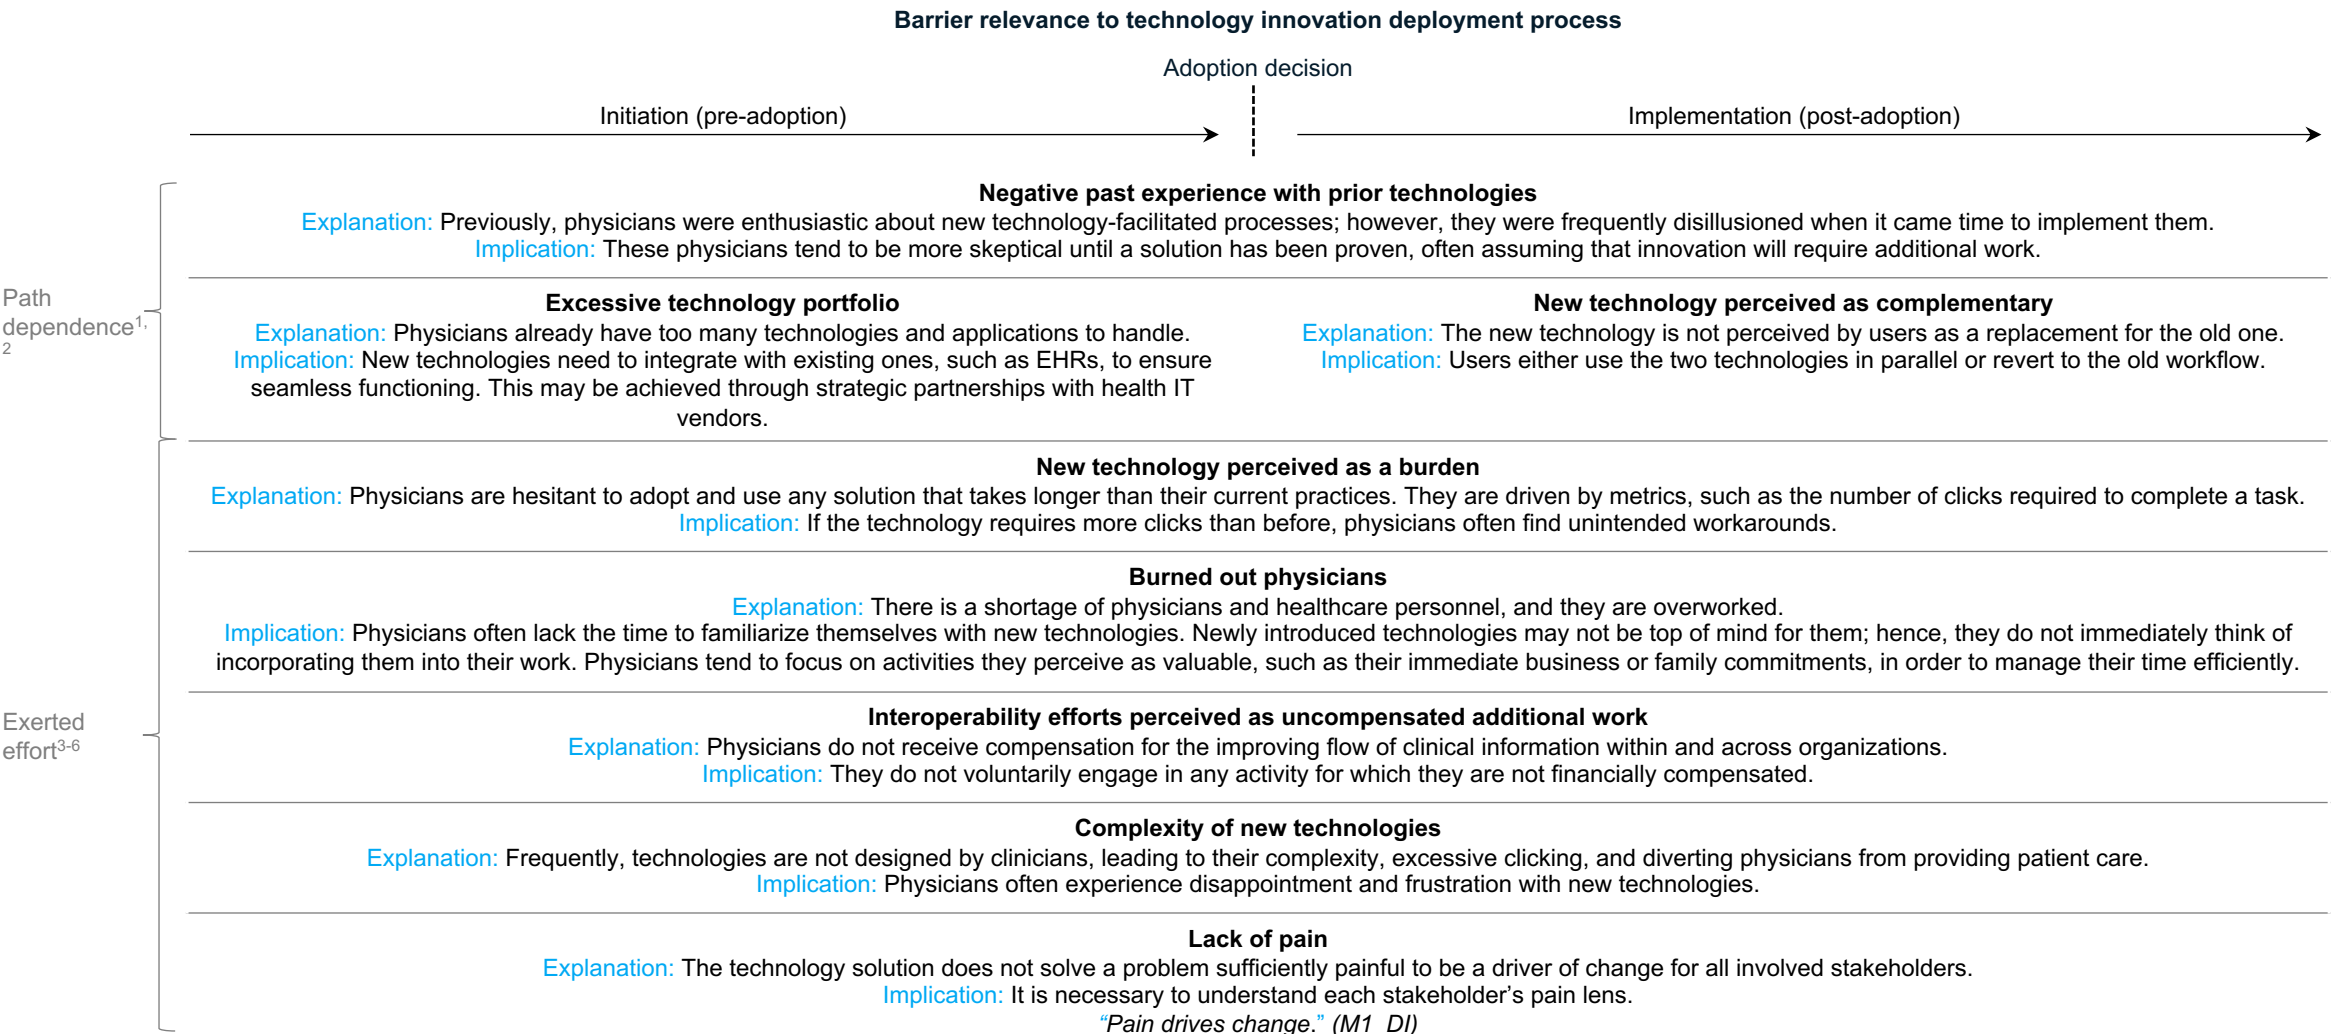 Barrier relevance to technology innovation deployment process
Adoption decision
Initiation (pre-adoption)
Implementation (post-adoption)
Path
dependence1,
2
Negative past experience with prior technologies
Explanation: Previously, physicians were enthusiastic about new technology-facilitated processes; however, they were frequently disillusioned when it came time to implement them.
Implication: These physicians tend to be more skeptical until a solution has been proven, often assuming that innovation will require additional work.
Excessive technology portfolio
Explanation: Physicians already have too many technologies and applications to handle.
Implication: New technologies need to integrate with existing ones, such as EHRs, to ensure
seamless functioning. This may be achieved through strategic partnerships with health IT
vendors.
New technology perceived as complementary
Explanation: The new technology is not perceived by users as a replacement for the old one.
Implication: Users either use the two technologies in parallel or revert to the old workflow.
Exerted
effort3-6
New technology perceived as a burden
Explanation: Physicians are hesitant to adopt and use any solution that takes longer than their current practices. They are driven by metrics, such as the number of clicks required to complete a task.
Implication: If the technology requires more clicks than before, physicians often find unintended workarounds.
Burned out physicians
Explanation: There is a shortage of physicians and healthcare personnel, and they are overworked.
Implication: Physicians often lack the time to familiarize themselves with new technologies. Newly introduced technologies may not be top of mind for them; hence, they do not immediately think of
incorporating them into their work. Physicians tend to focus on activities they perceive as valuable, such as their immediate business or family commitments, in order to manage their time efficiently.
Interoperability efforts perceived as uncompensated additional work
Explanation: Physicians do not receive compensation for the improving flow of clinical information within and across organizations.
Implication: They do not voluntarily engage in any activity for which they are not financially compensated.
Complexity of new technologies
Explanation: Frequently, technologies are not designed by clinicians, leading to their complexity, excessive clicking, and diverting physicians from providing patient care.
Implication: Physicians often experience disappointment and frustration with new technologies.
Lack of pain
Explanation: The technology solution does not solve a problem sufficiently painful to be a driver of change for all involved stakeholders.
Implication: It is necessary to understand each stakeholder’s pain lens.
“Pain drives change.” (M1_DI)